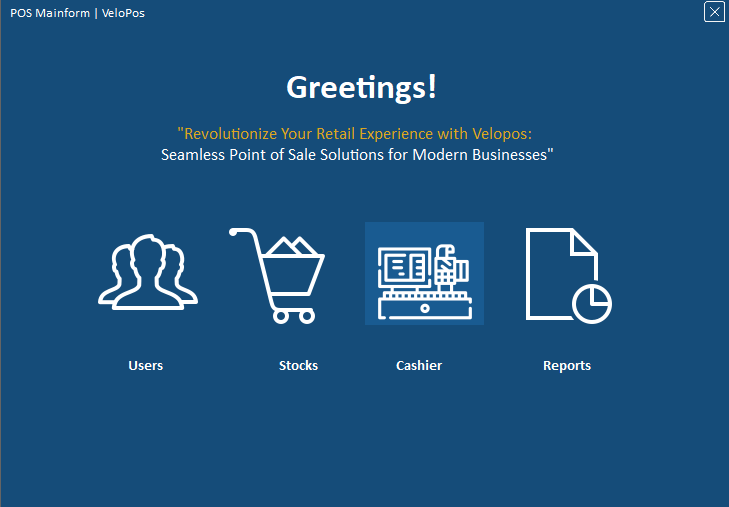 POS Mainform | VeloPos
Greetings!
"Revolutionize Your Retail Experience with Velopos:
Seamless Point of Sale Solutions for Modern Businesses"
Users
Stocks
Cashier
Reports